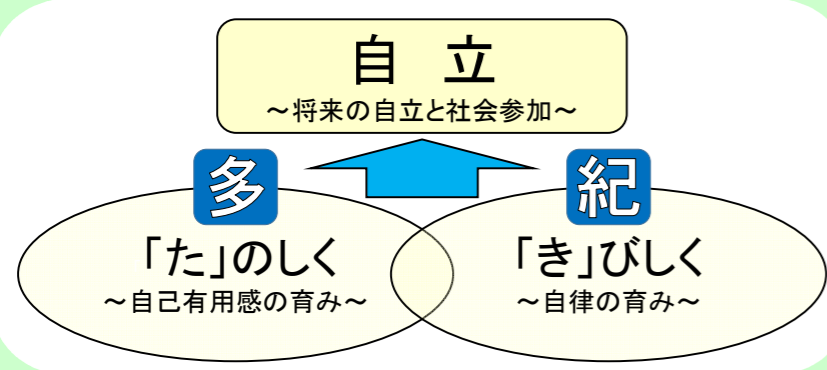 自 立
～将来の自立と社会参加～
多
紀
「た」のしく
～自己有用感の育み～
「き」びしく
～自律の育み～